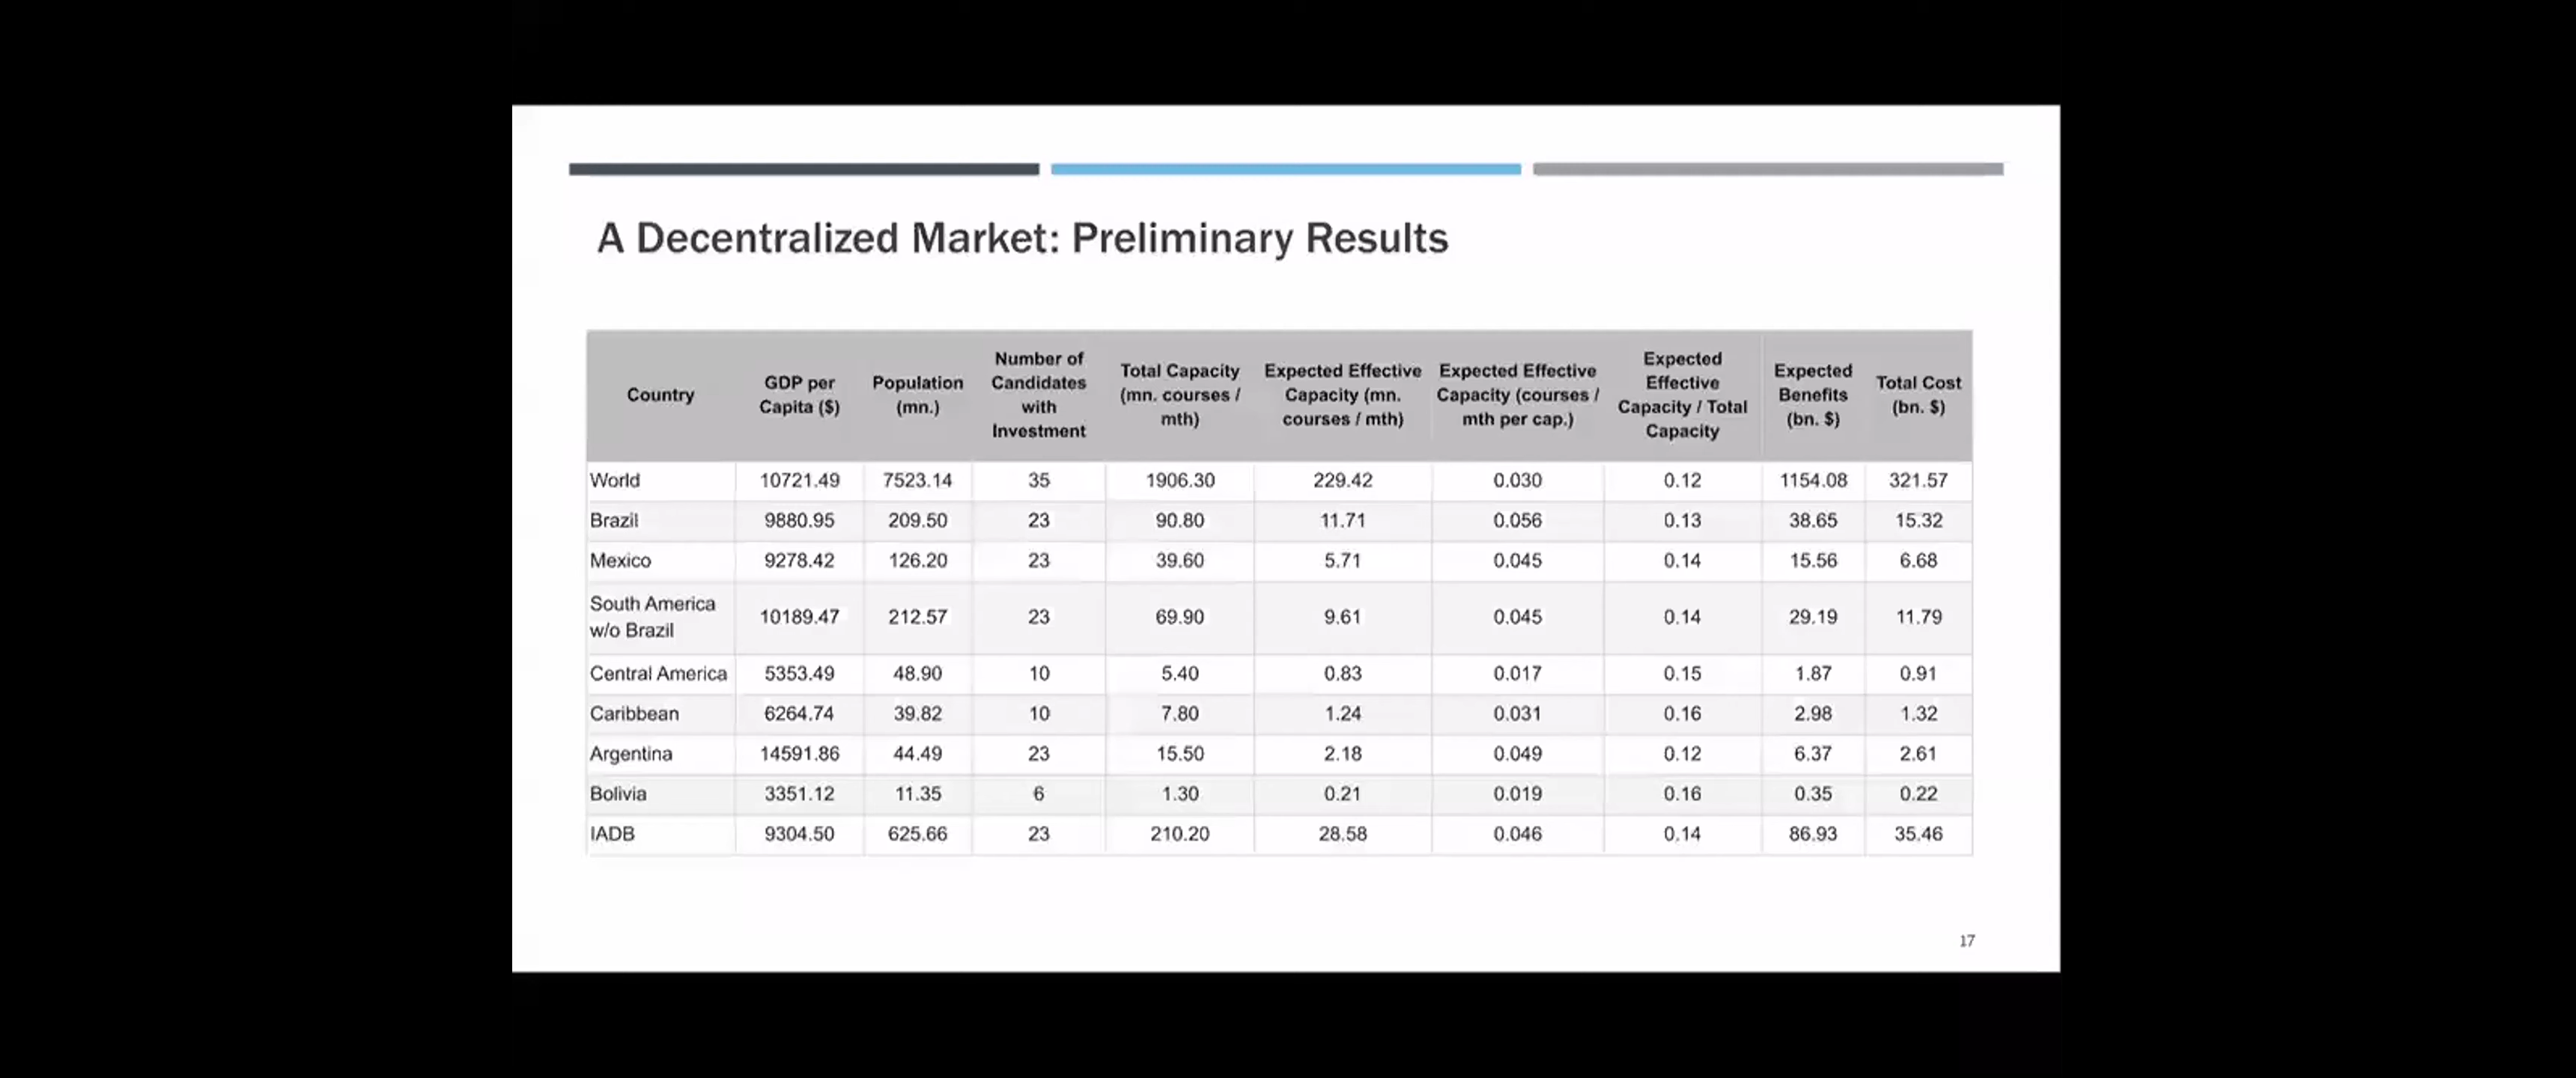 A Decentralized Market: Preliminary Results
Country GDP per Capita ($) Population (mn.) Number of Candidates with Investment Total Capacity (mn. courses / mth) Expected Effective Capacity (mn. courses / mth) Expected Effective Capacity (courses / mth per cap.) Expected Effective Capacity / Total Capacity Expected Benefits (bn. $) Total Cost (bn. $)
World 10721.49 7523.14 35 1906.30 229.42 0.030 0.12 1154.08 321.57
Brazil 9880.95 209.50 23 90.80 11.71 0.056 0.13 38.65 15.32
Mexico 9278.42 126.20 23 39.60 5.71 0.045 0.14 15.56 6.68
South America w/o Brazil 10189.47 212.57 23 69.90 9.61 0.045 0.14 29.19 11.79
Central America 5353.49 48.90 10 5.40 0.83 0.017 0.15 1.87 0.91
Caribbean 6264.74 39.82 10 7.80 1.24 0.031 0.16 2.98 1.32
Argentina 14591.86 44.49 23 15.50 2.18 0.049 0.12 6.37 2.61
Bolivia 3351.12 11.35 6 1.30 0.21 0.019 0.16 0.35 0.22
IADB 9304.50 625.66 23 210.20 28.58 0.046 0.14 86.93 35.46
17